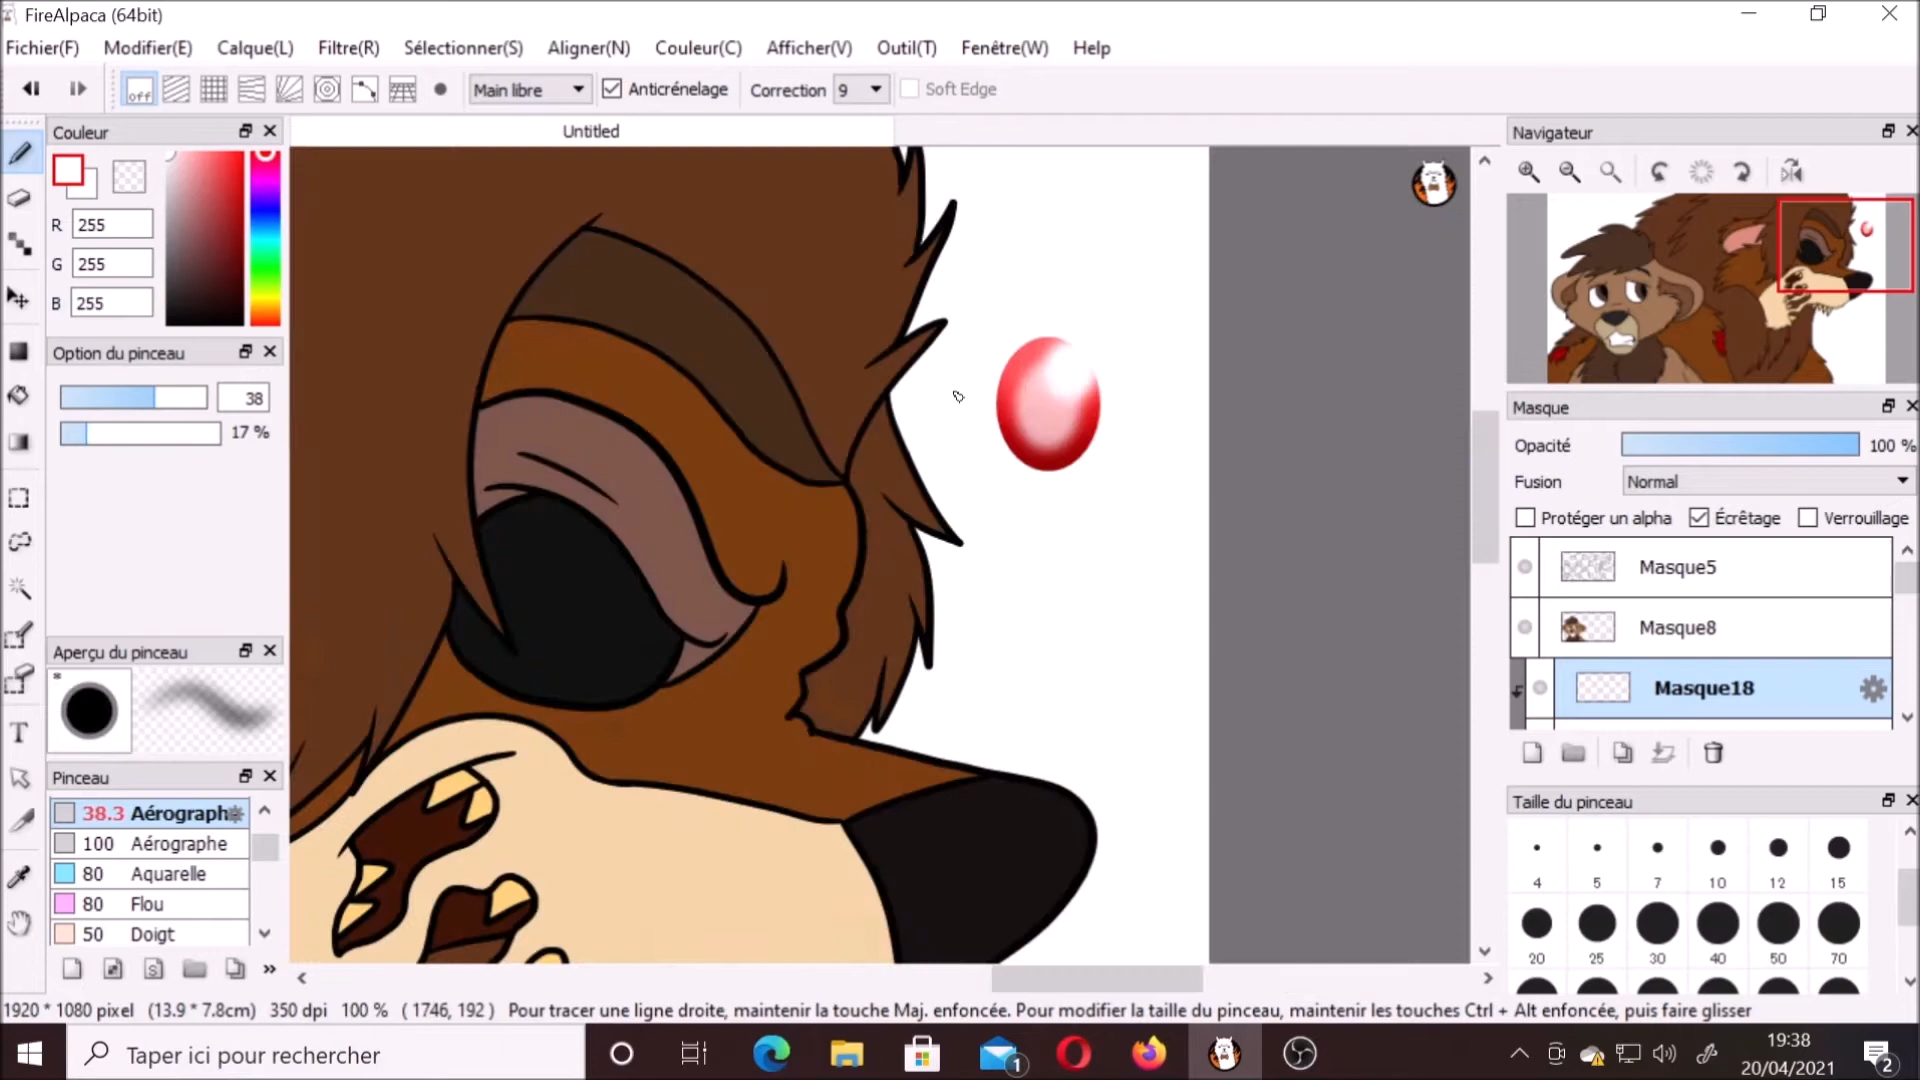 FireAlpaca (64bit)
Fichier(F) Modifier(E) Calque(L) Filtre(R) Sélectionner(S) Aligner(N) Couleur(C) Afficher(V) Outil(T) Fenêtre(W) Help
off Main libre Anticrénelage Correction 9 Soft Edge
Couleur
Untitled
Navigateur
R 255
G 255
B 255
Option du pinceau
38
17 %
Masque
Opacité 100 %
Fusion Normal
Protéger un alpha Écrêtage Verrouillage
Masque5
Masque8
Masque18
Aperçu du pinceau
Pinceau
38.3 Aérograph
100 Aérographe
80 Aquarelle
80 Flou
50 Doigt
S
Taille du pinceau
4 5 7 10 12 15
20 25 30 40 50 70
1920 * 1080 pixel (13.9 * 7.8cm) 350 dpi 100 % ( 1746, 192 ) Pour tracer une ligne droite, maintenir la touche Maj. enfoncée. Pour modifier la taille du pinceau, maintenir les touches Ctrl + Alt enfoncée, puis faire glisser
Taper ici pour rechercher
1
19:38
20/04/2021
2